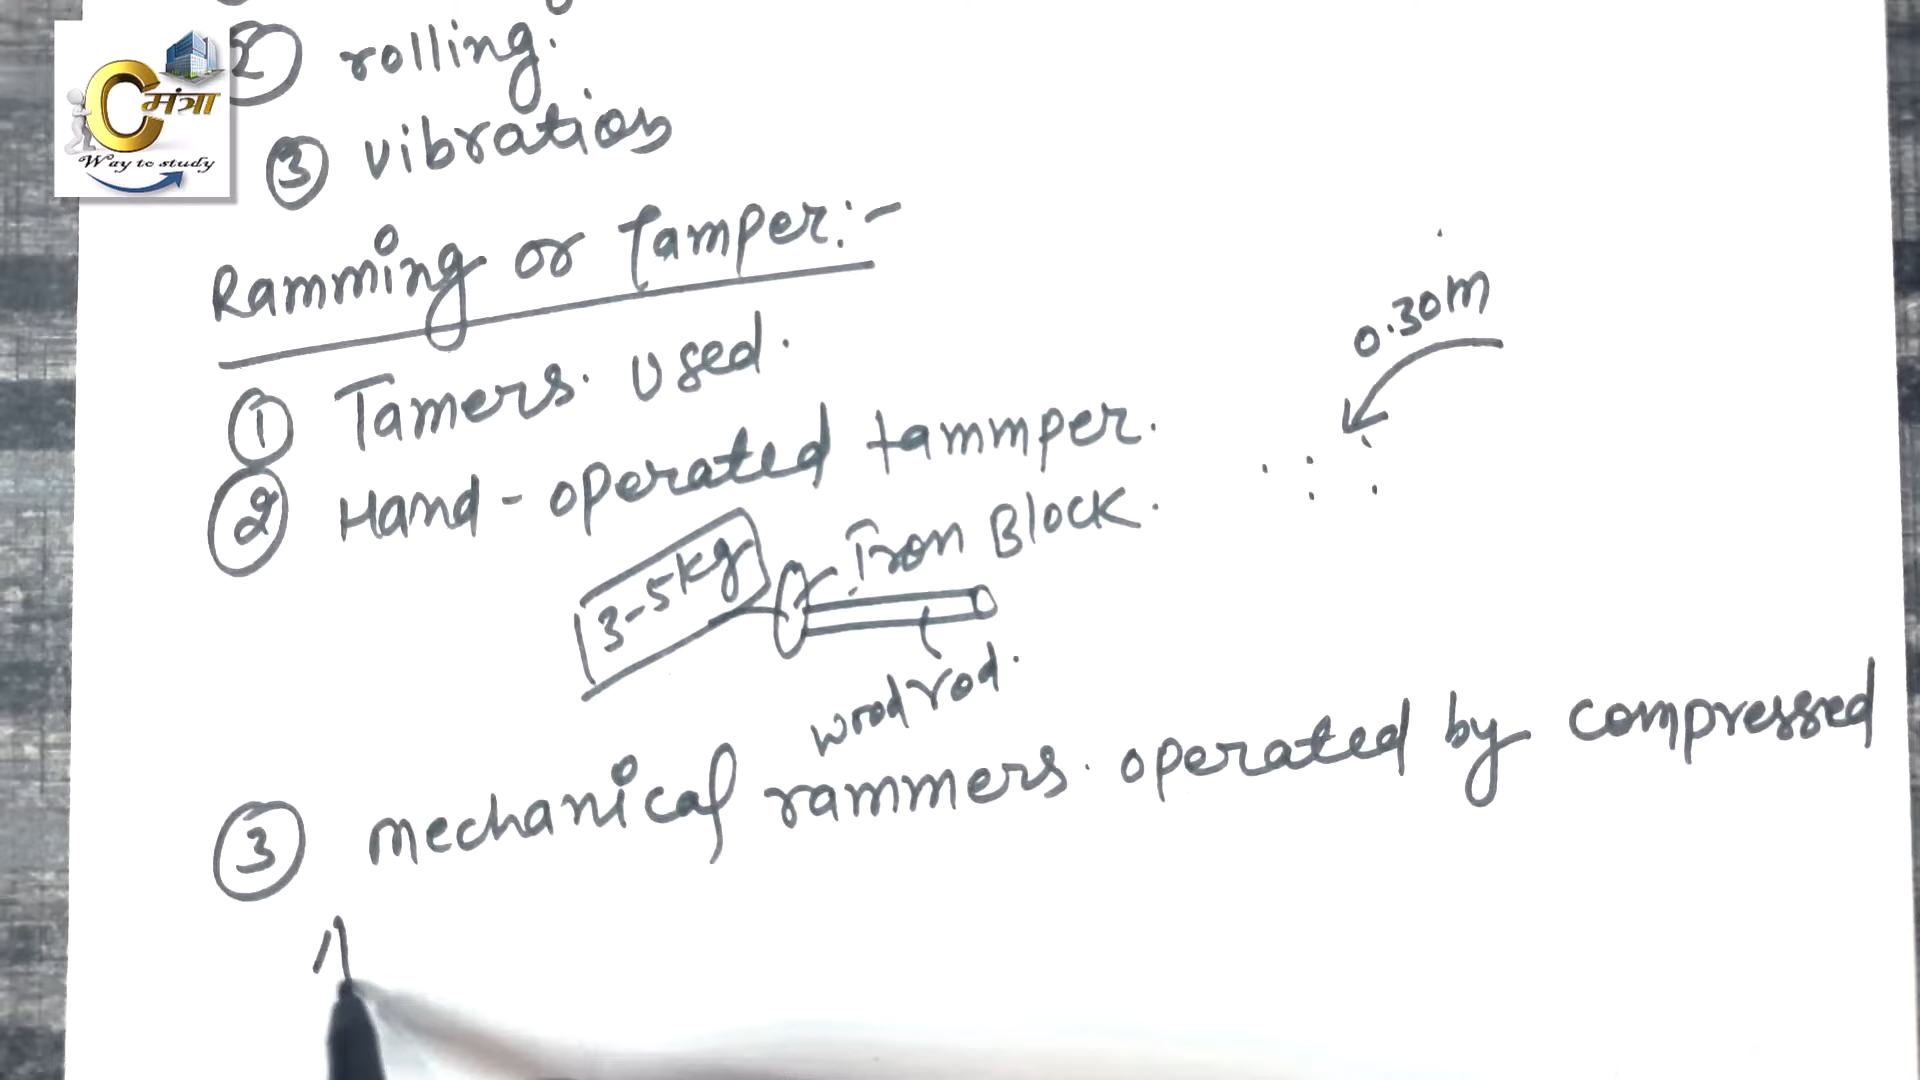 ② rolling.
③ vibration
Ramming or Tamper:-
① Tamers. used.
② Hand-operated tammper.
0.30m
3-5kg
Iron Block.
wood rod.
③ mechanical rammers. operated by compressed
C मंत्रा
Way to study